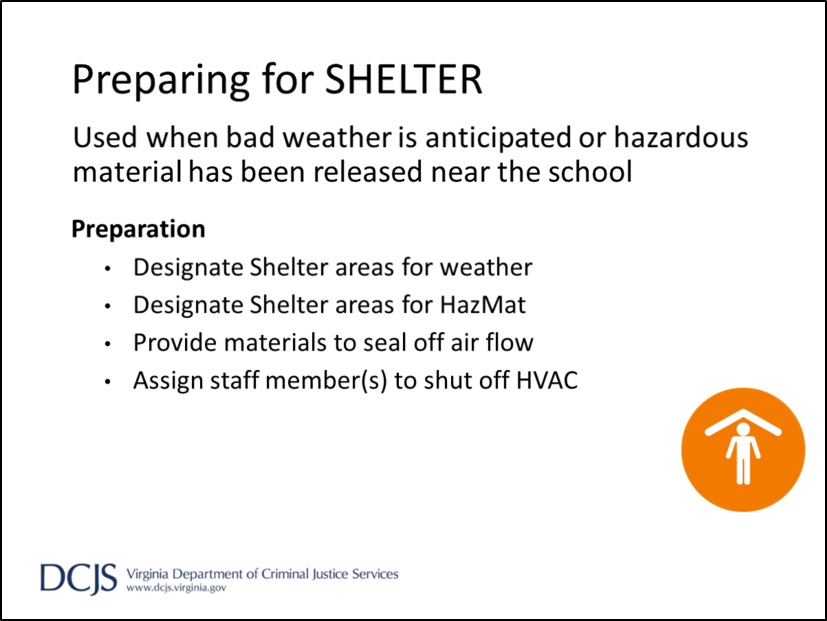 Preparing for SHELTER
Used when bad weather is anticipated or hazardous
material has been released near the school
Preparation
• Designate Shelter areas for weather
• Designate Shelter areas for HazMat
• Provide materials to seal off air flow
• Assign staff member(s) to shut off HVAC
DCJS Virginia Department of Criminal Justice Services
www.dcjs.virginia.gov